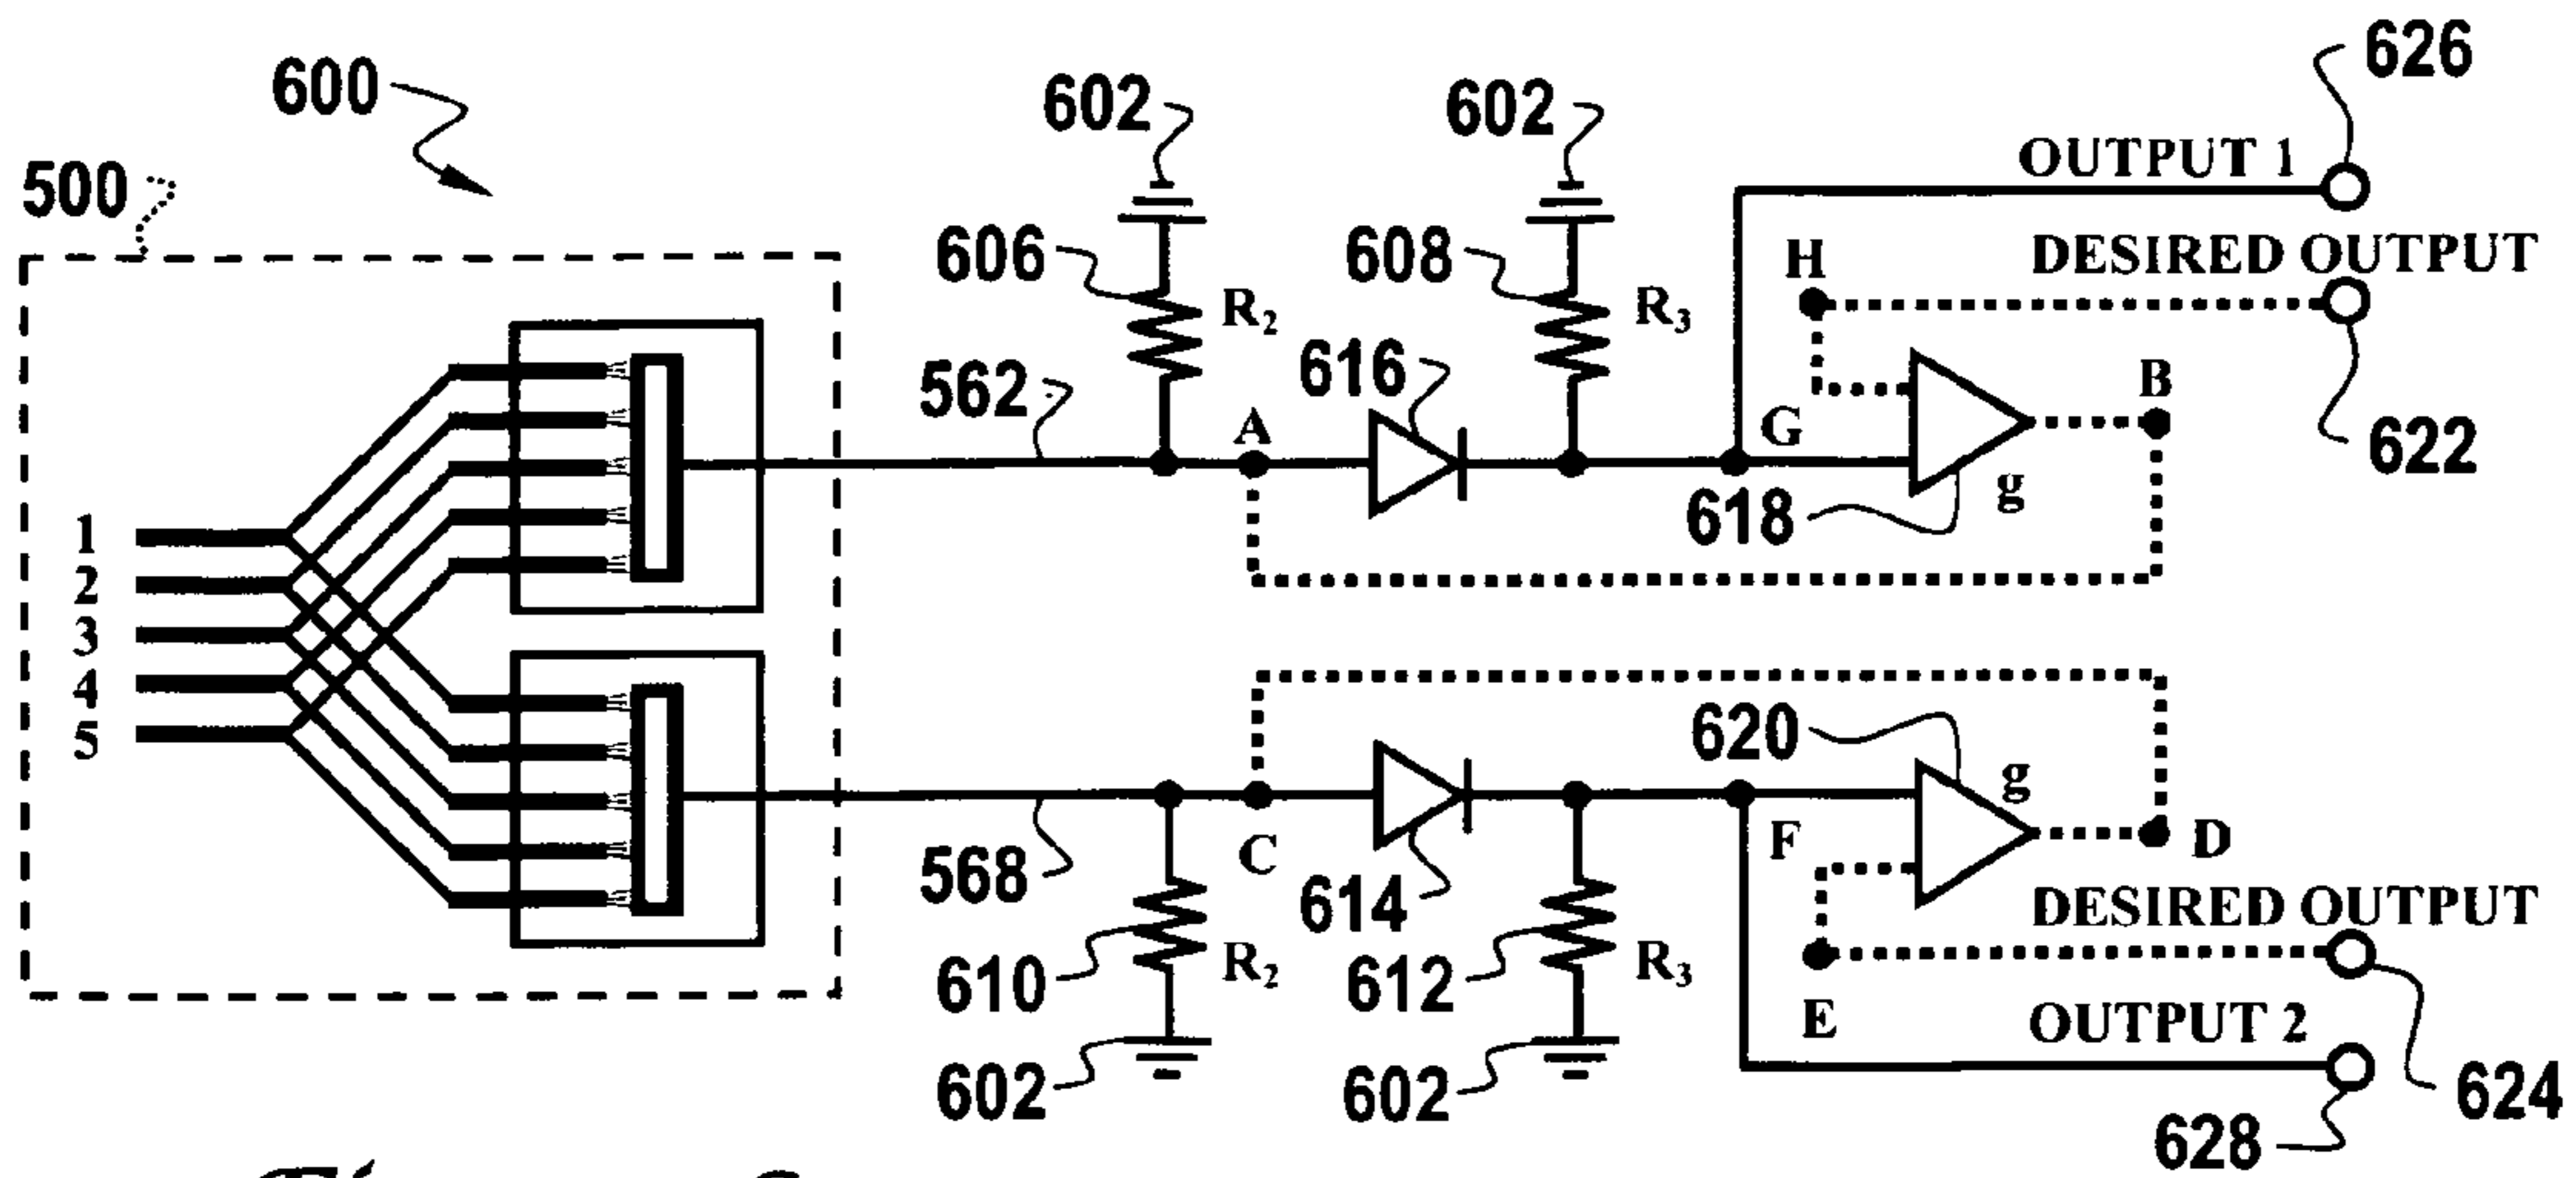 626
600
602
602
OUTPUT 1
500
606
R₂
608
R₃
H
DESIRED OUTPUT
562
A
616
G
B
622
618
g
1
2
3
4
5
620
g
568
C
614
F
D
DESIRED OUTPUT
610
R₂
612
R₃
E
OUTPUT 2
602
602
624
628